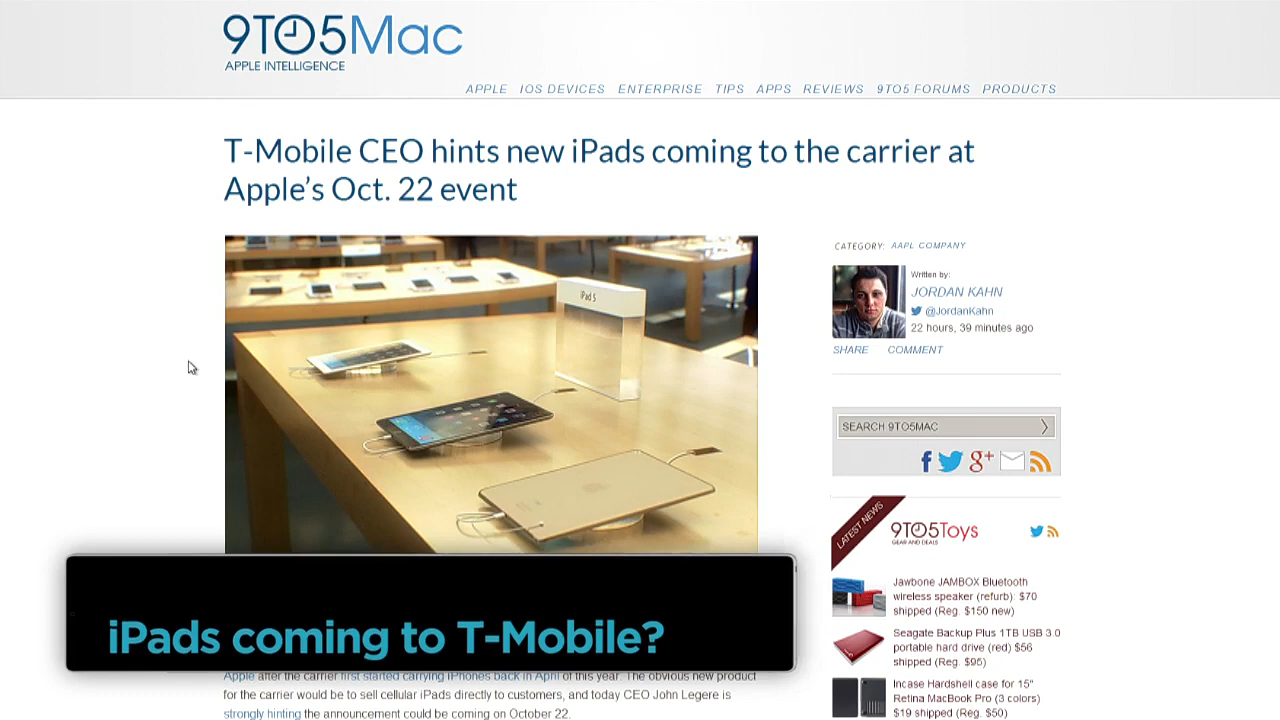 9TO5Mac
APPLE INTELLIGENCE
APPLE IOS DEVICES ENTERPRISE TIPS APPS REVIEWS 9TO5 FORUMS PRODUCTS
T-Mobile CEO hints new iPads coming to the carrier at
Apple's Oct. 22 event
iPad 5
CATEGORY: AAPL COMPANY
Written by:
JORDAN KAHN
@JordanKahn
22 hours, 39 minutes ago
SHARE COMMENT
SEARCH 9TO5MAC
LATEST NEWS
9TO5Toys
GEAR AND DEALS
Jawbone JAMBOX Bluetooth
wireless speaker (refurb): $70
shipped (Reg. $150 new)
Seagate Backup Plus 1TB USB 3.0
portable hard drive (red) $56
shipped (Reg. $95)
Incase Hardshell case for 15"
Retina MacBook Pro (3 colors)
$19 shipped (Reg. $50)
iPads coming to T-Mobile?
Apple after the carrier first started carrying iPhones back in April of this year. The obvious new product
for the carrier would be to sell cellular iPads directly to customers, and today CEO John Legere is
strongly hinting the announcement could be coming on October 22.